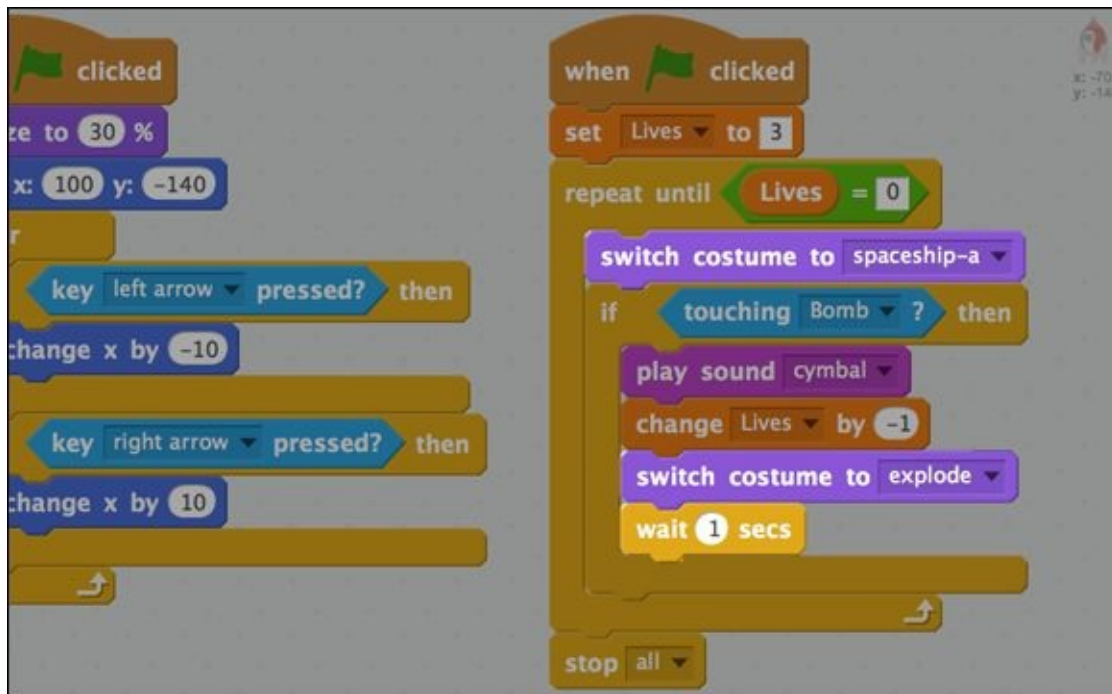 clicked
ze to 30 %
x: 100 y: -140
r
key left arrow pressed? then
change x by -10
key right arrow pressed? then
change x by 10
when clicked
set Lives to 3
repeat until Lives = 0
switch costume to spaceship-a
if touching Bomb ? then
play sound cymbal
change Lives by -1
switch costume to explode
wait 1 secs
stop all
x: -70
y: -14